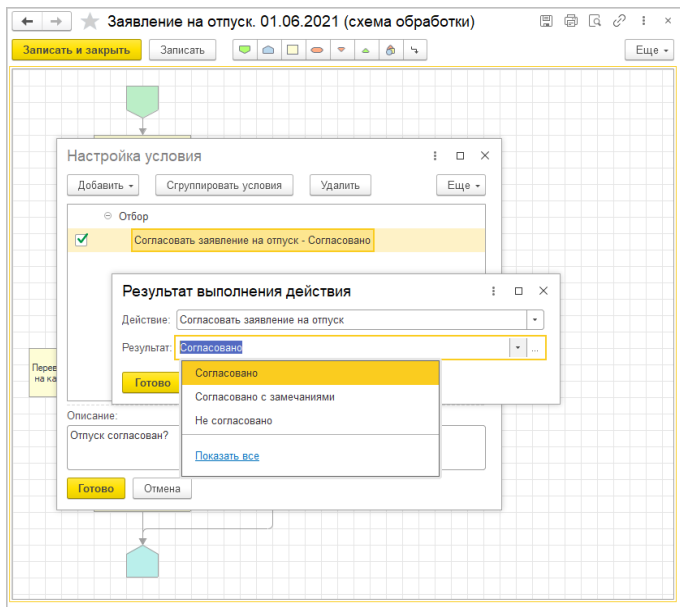 Заявление на отпуск. 01.06.2021 (схема обработки)
Записать и закрыть
Записать
Еще
Настройка условия
Добавить
Сгруппировать условия
Удалить
Еще
Отбор
Согласовать заявление на отпуск - Согласовано
Результат выполнения действия
Действие: Согласовать заявление на отпуск
Результат: Согласовано
...
Готово
Согласовано
Согласовано с замечаниями
Не согласовано
Показать все
Описание:
Отпуск согласован?
Готово
Отмена